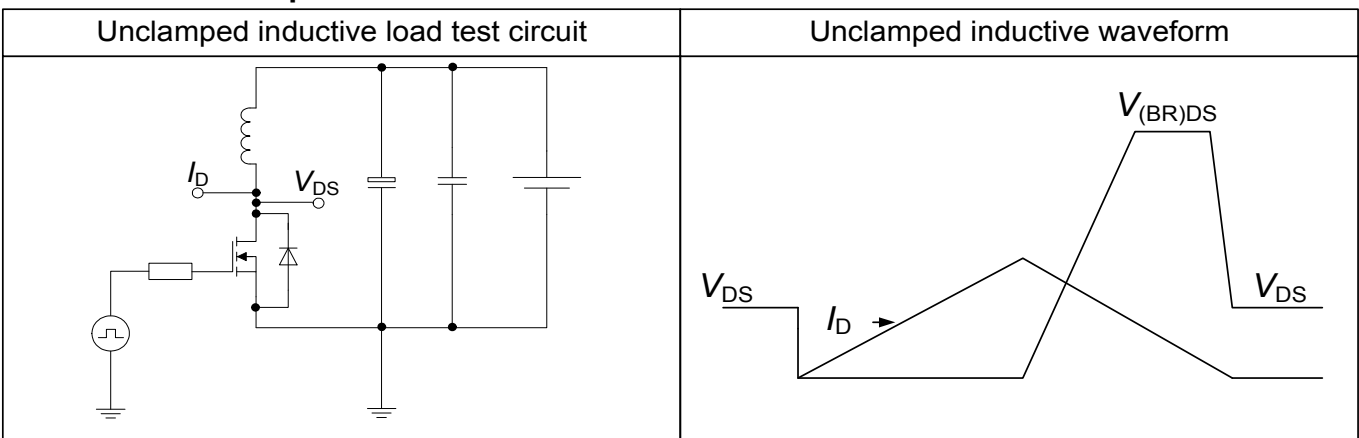 Unclamped inductive load test circuit
Unclamped inductive waveform
V(BR)DS
ID
VDS
VDS
VDS
ID